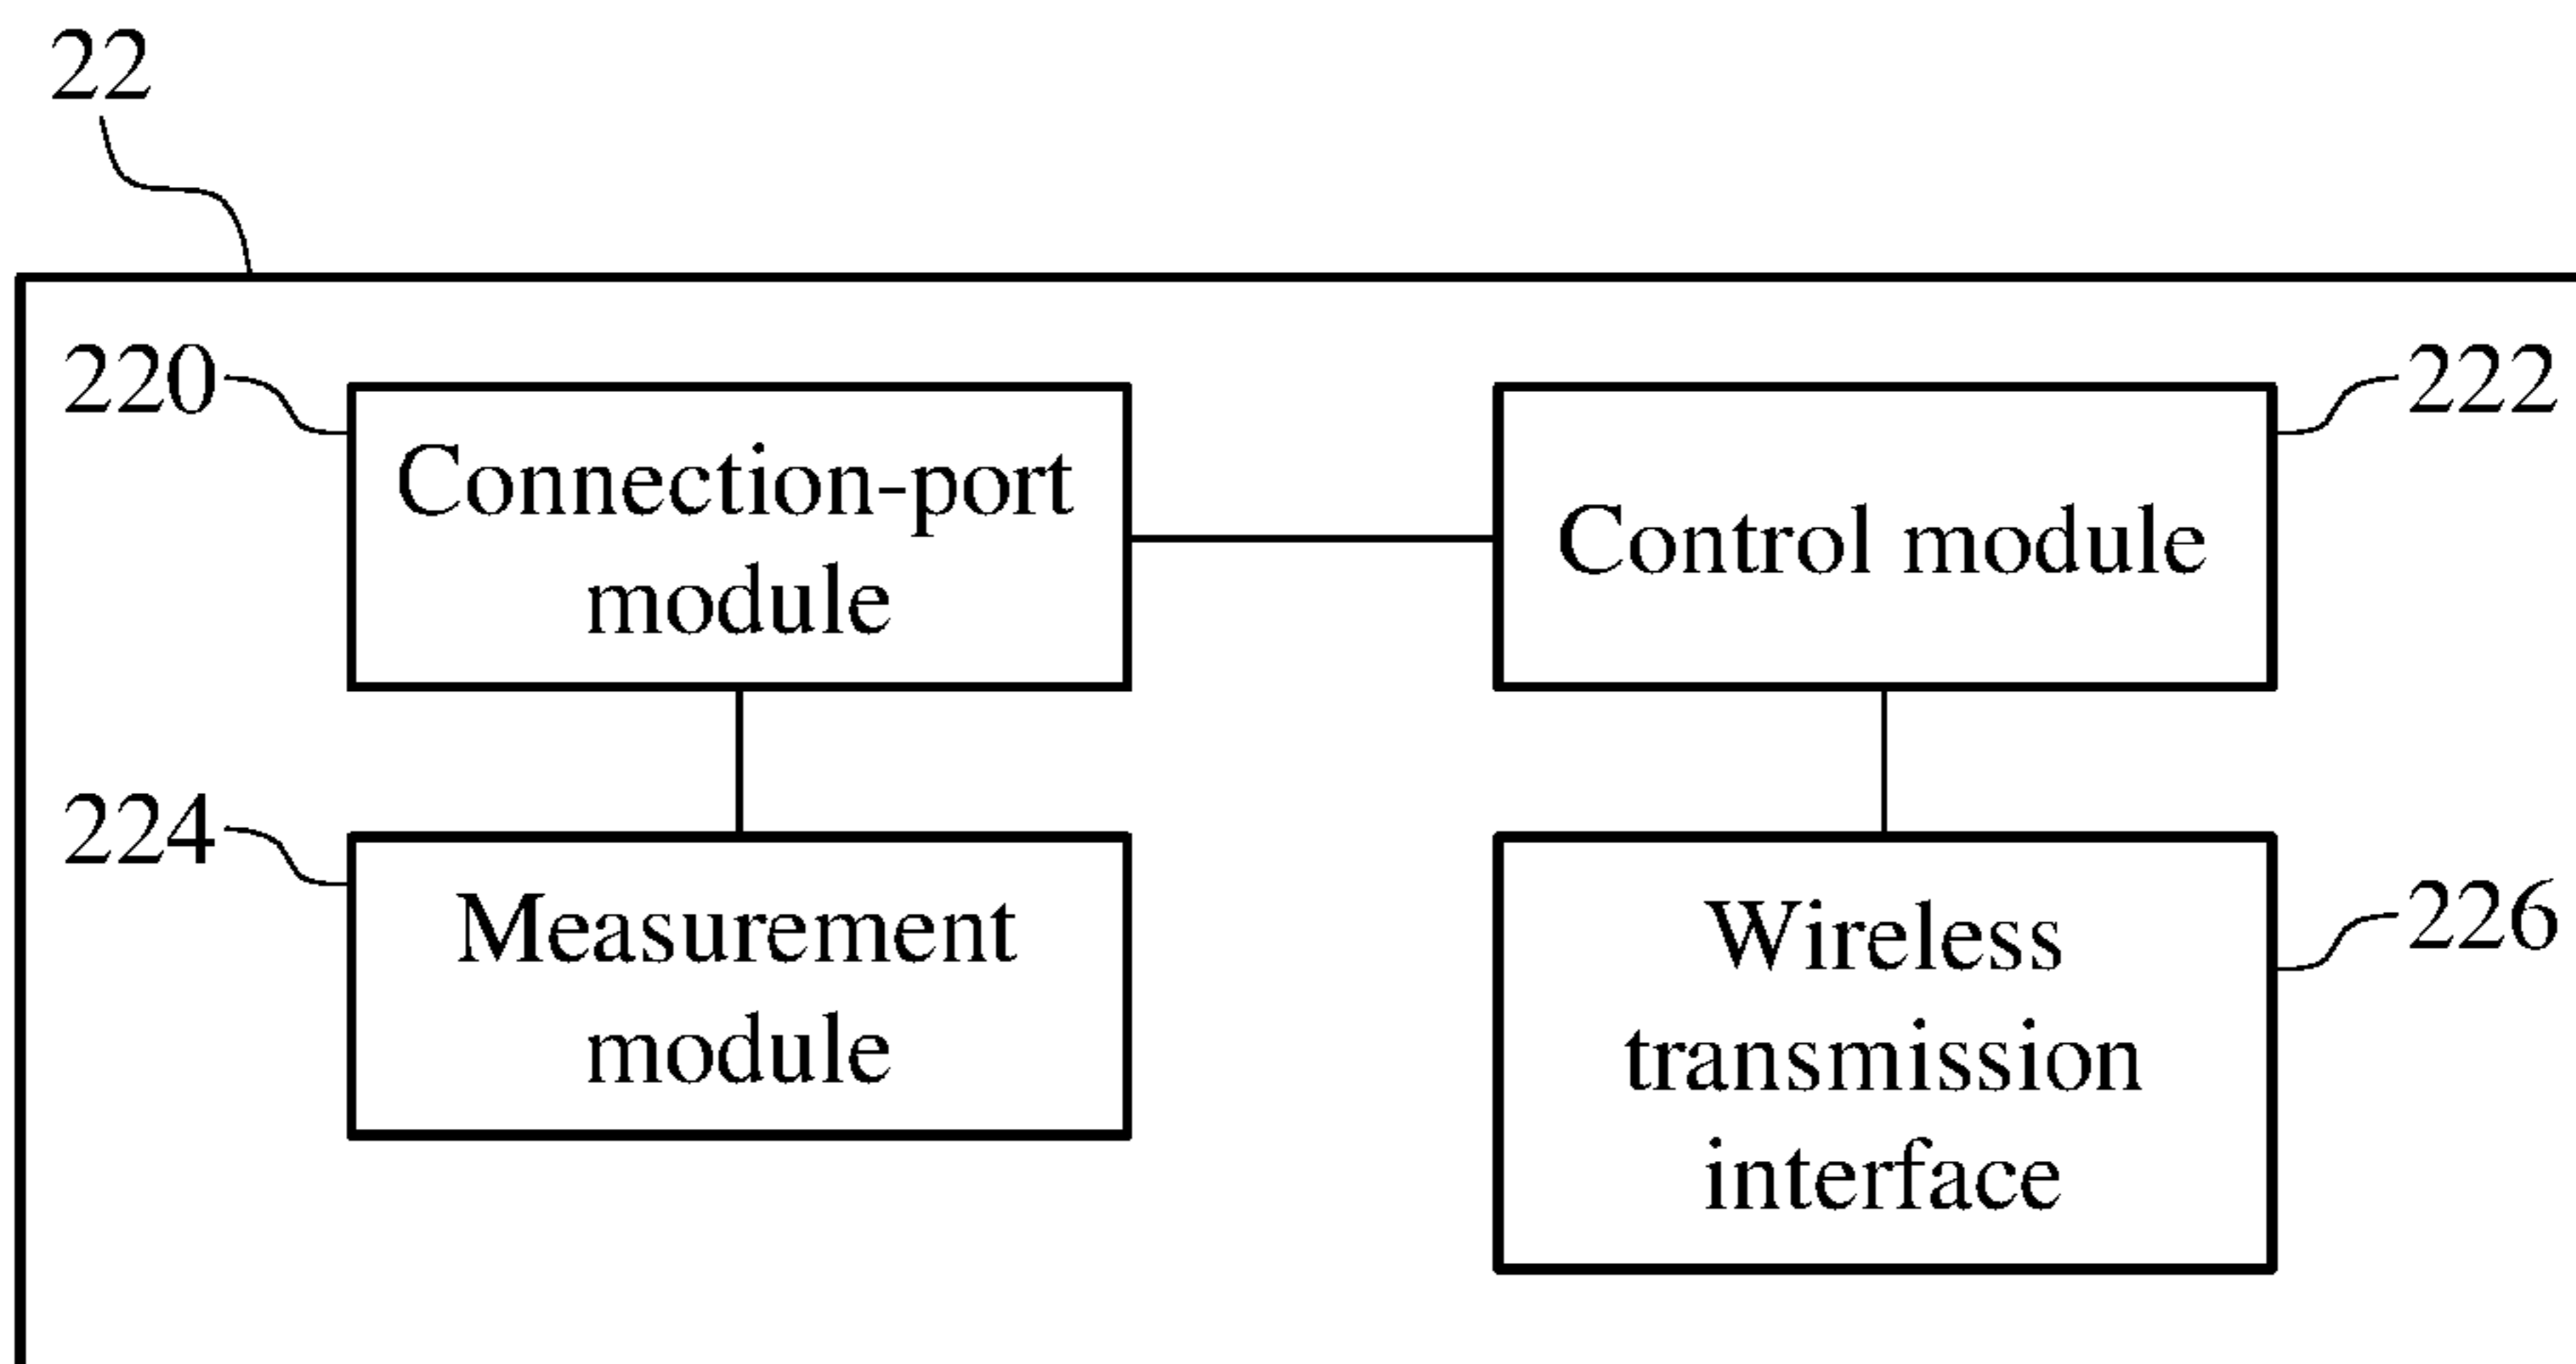 22
220
Connection-port
module
222
Control module
224
Measurement
module
226
Wireless
transmission
interface